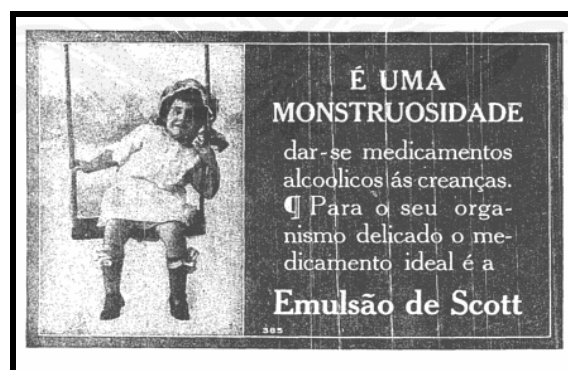 É UMA
MONSTRUOSIDADE
dar-se medicamentos
alcoolicos ás creanças.
¶ Para o seu orga-
nismo delicado o me-
dicamento ideal é a
Emulsão de Scott
385